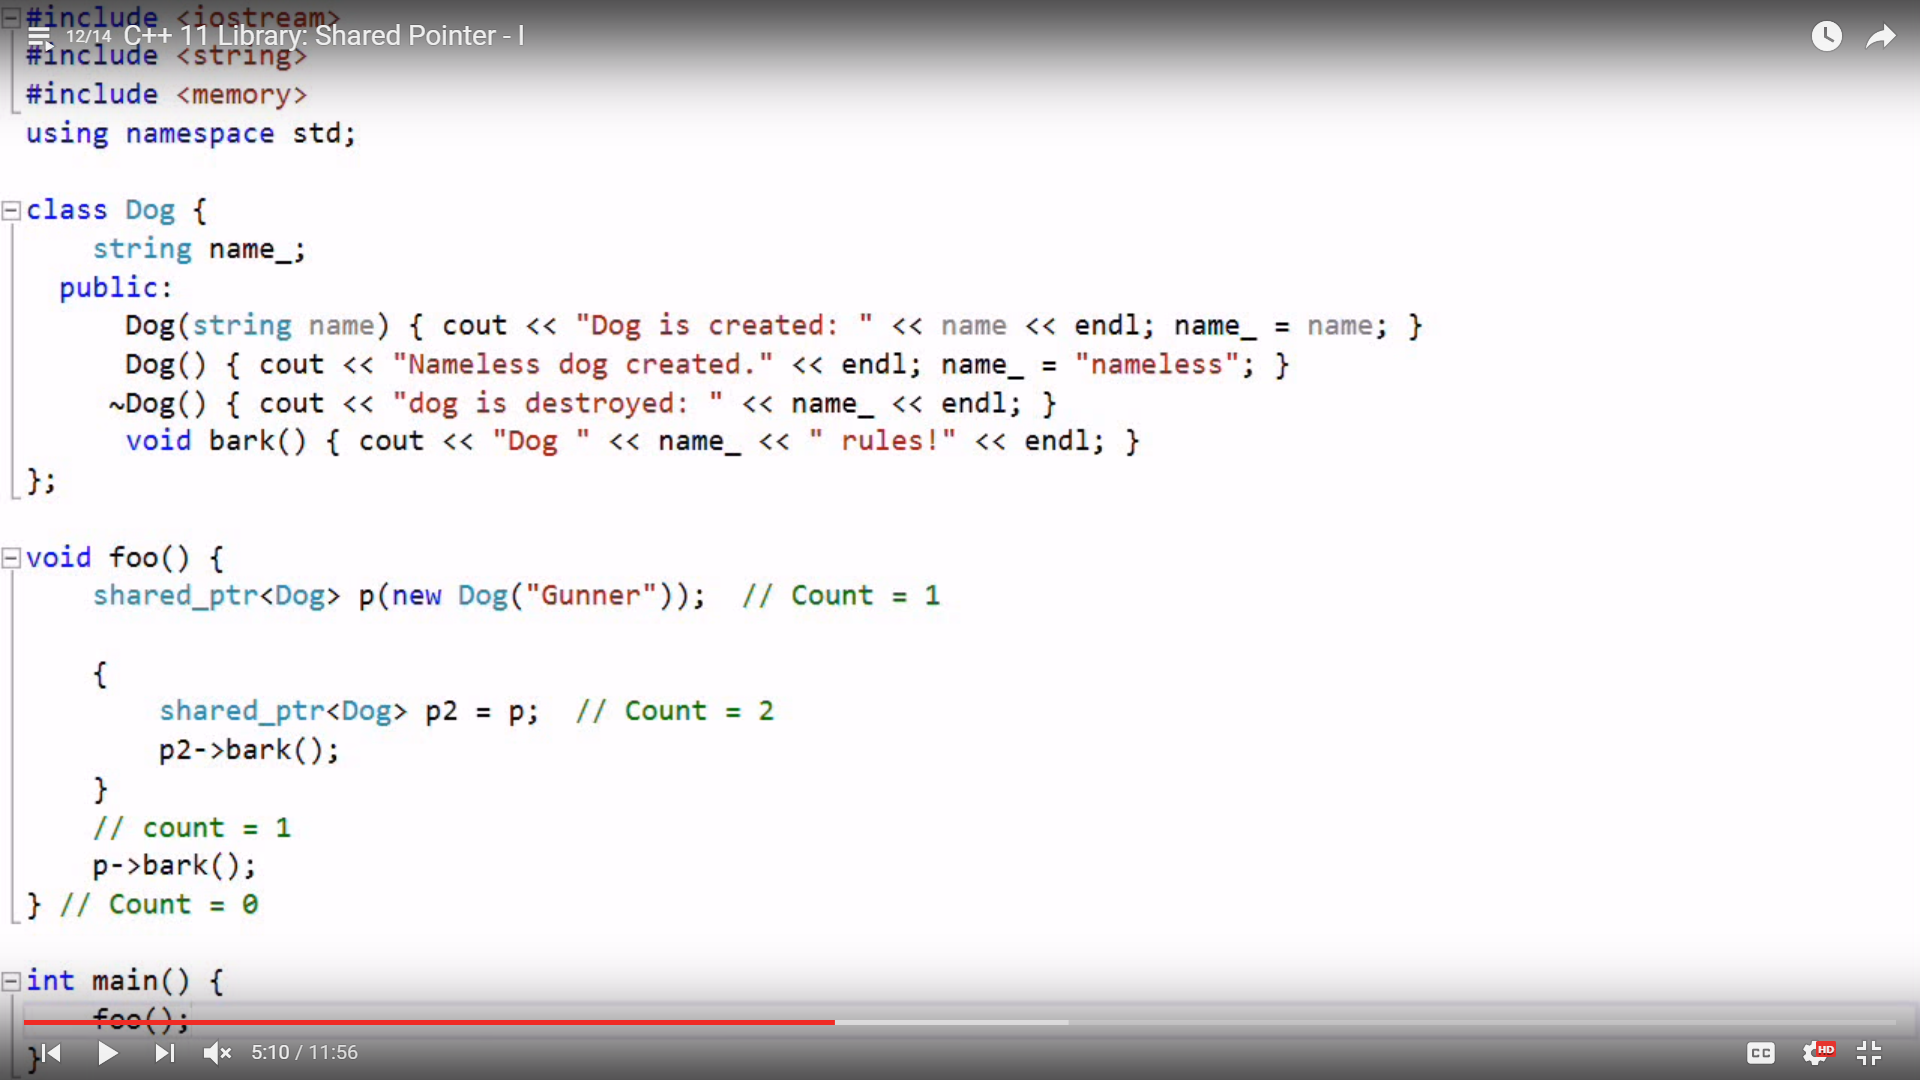 #include <iostream>
12/14 C++ 11 Library: Shared Pointer - I
#include <string>
#include <memory>
using namespace std;
class Dog {
string name_;
public:
Dog(string name) { cout << "Dog is created: " << name << endl; name_ = name; }
Dog() { cout << "Nameless dog created." << endl; name_ = "nameless"; }
~Dog() { cout << "dog is destroyed: " << name_ << endl; }
void bark() { cout << "Dog " << name_ << " rules!" << endl; }
};
void foo() {
shared_ptr<Dog> p(new Dog("Gunner")); // Count = 1
{
shared_ptr<Dog> p2 = p; // Count = 2
p2->bark();
}
// count = 1
p->bark();
} // Count = 0
int main() {
foo();
}
5:10 / 11:56
CC
HD